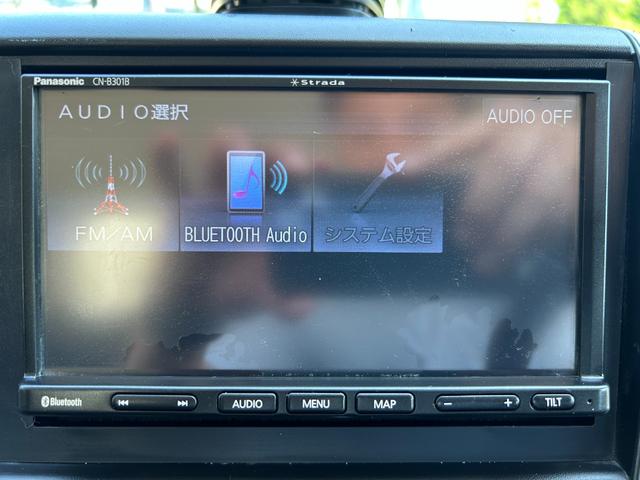 Panasonic CN-B301B Strada
AUDIO選択
AUDIO OFF
FM/AM
BLUETOOTH Audio
システム設定
Bluetooth
AUDIO
MENU
MAP
− +
TILT